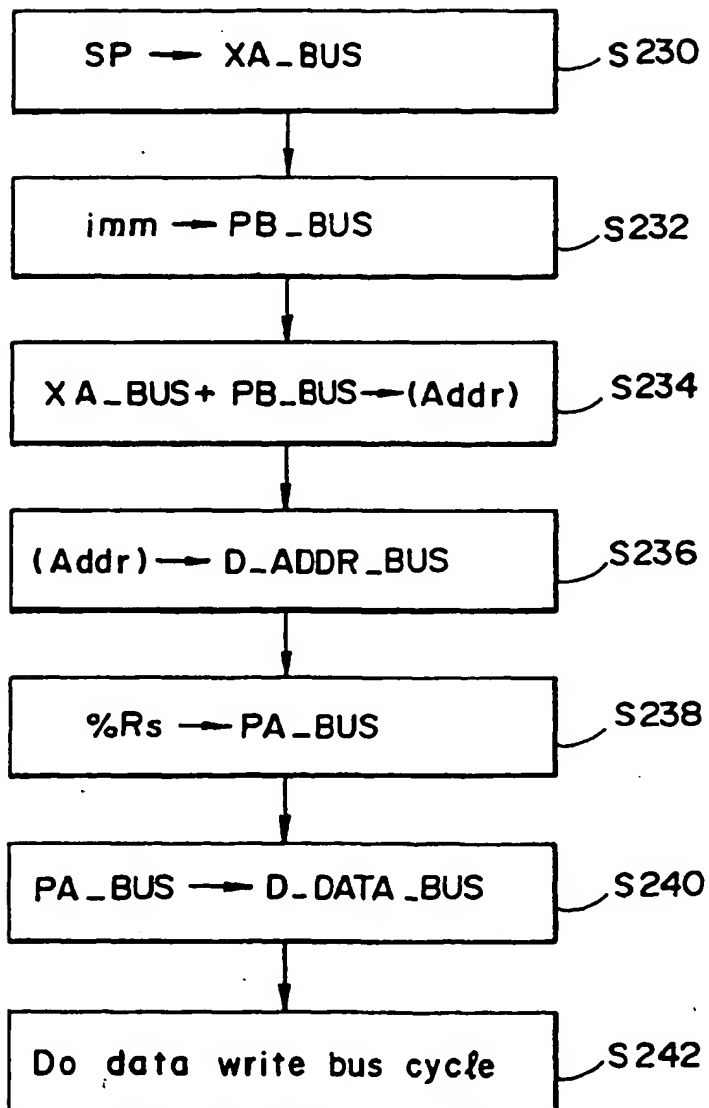 SP → XA_BUS S230
imm → PB_BUS S232
XA_BUS + PB_BUS → (Addr) S234
(Addr) → D_ADDR_BUS S236
%Rs → PA_BUS S238
PA_BUS → D_DATA_BUS S240
Do data write bus cycle S242